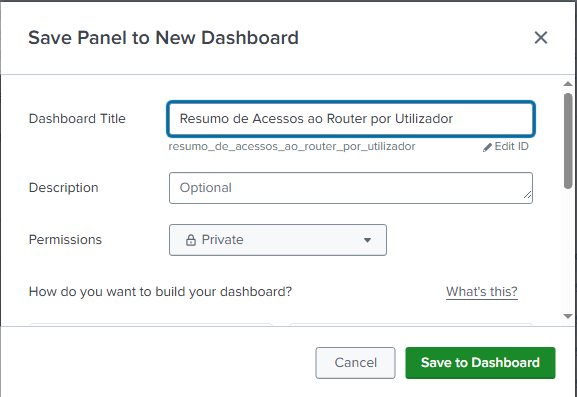 Save Panel to New Dashboard
Dashboard Title
Resumo de Acessos ao Router por Utilizador
resumo_de_acessos_ao_router_por_utilizador
Edit ID
Description
Optional
Permissions
Private
How do you want to build your dashboard?
What's this?
Cancel
Save to Dashboard